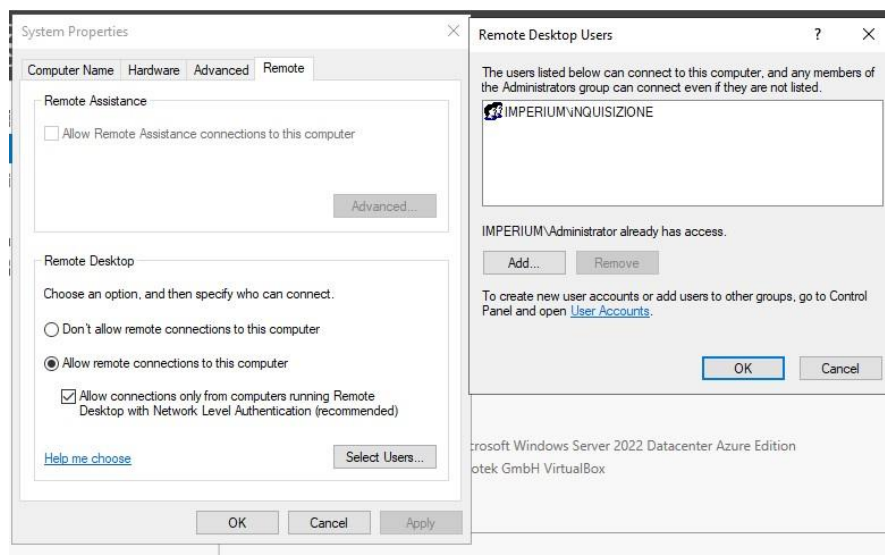 System Properties
Computer Name
Hardware
Advanced
Remote
Remote Assistance
Allow Remote Assistance connections to this computer
Advanced...
Remote Desktop
Choose an option, and then specify who can connect.
Don't allow remote connections to this computer
Allow remote connections to this computer
Allow connections only from computers running Remote
Desktop with Network Level Authentication (recommended)
Help me choose
Select Users...
OK
Cancel
Apply
Remote Desktop Users
?
The users listed below can connect to this computer, and any members of
the Administrators group can connect even if they are not listed.
IMPERIUM\iNQUISIZIONE
IMPERIUM\Administrator already has access.
Add...
Remove
To create new user accounts or add users to other groups, go to Control
Panel and open User Accounts.
OK
Cancel
crosoft Windows Server 2022 Datacenter Azure Edition
otek GmbH VirtualBox